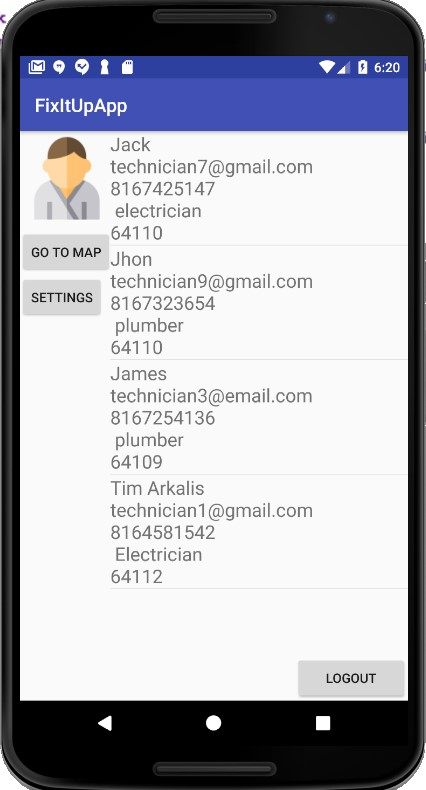 6:20
FixItUpApp
GO TO MAP
SETTINGS
Jack
technician7@gmail.com
8167425147
electrician
64110
Jhon
technician9@gmail.com
8167323654
plumber
64110
James
technician3@email.com
8167254136
plumber
64109
Tim Arkalis
technician1@gmail.com
8164581542
Electrician
64112
LOGOUT